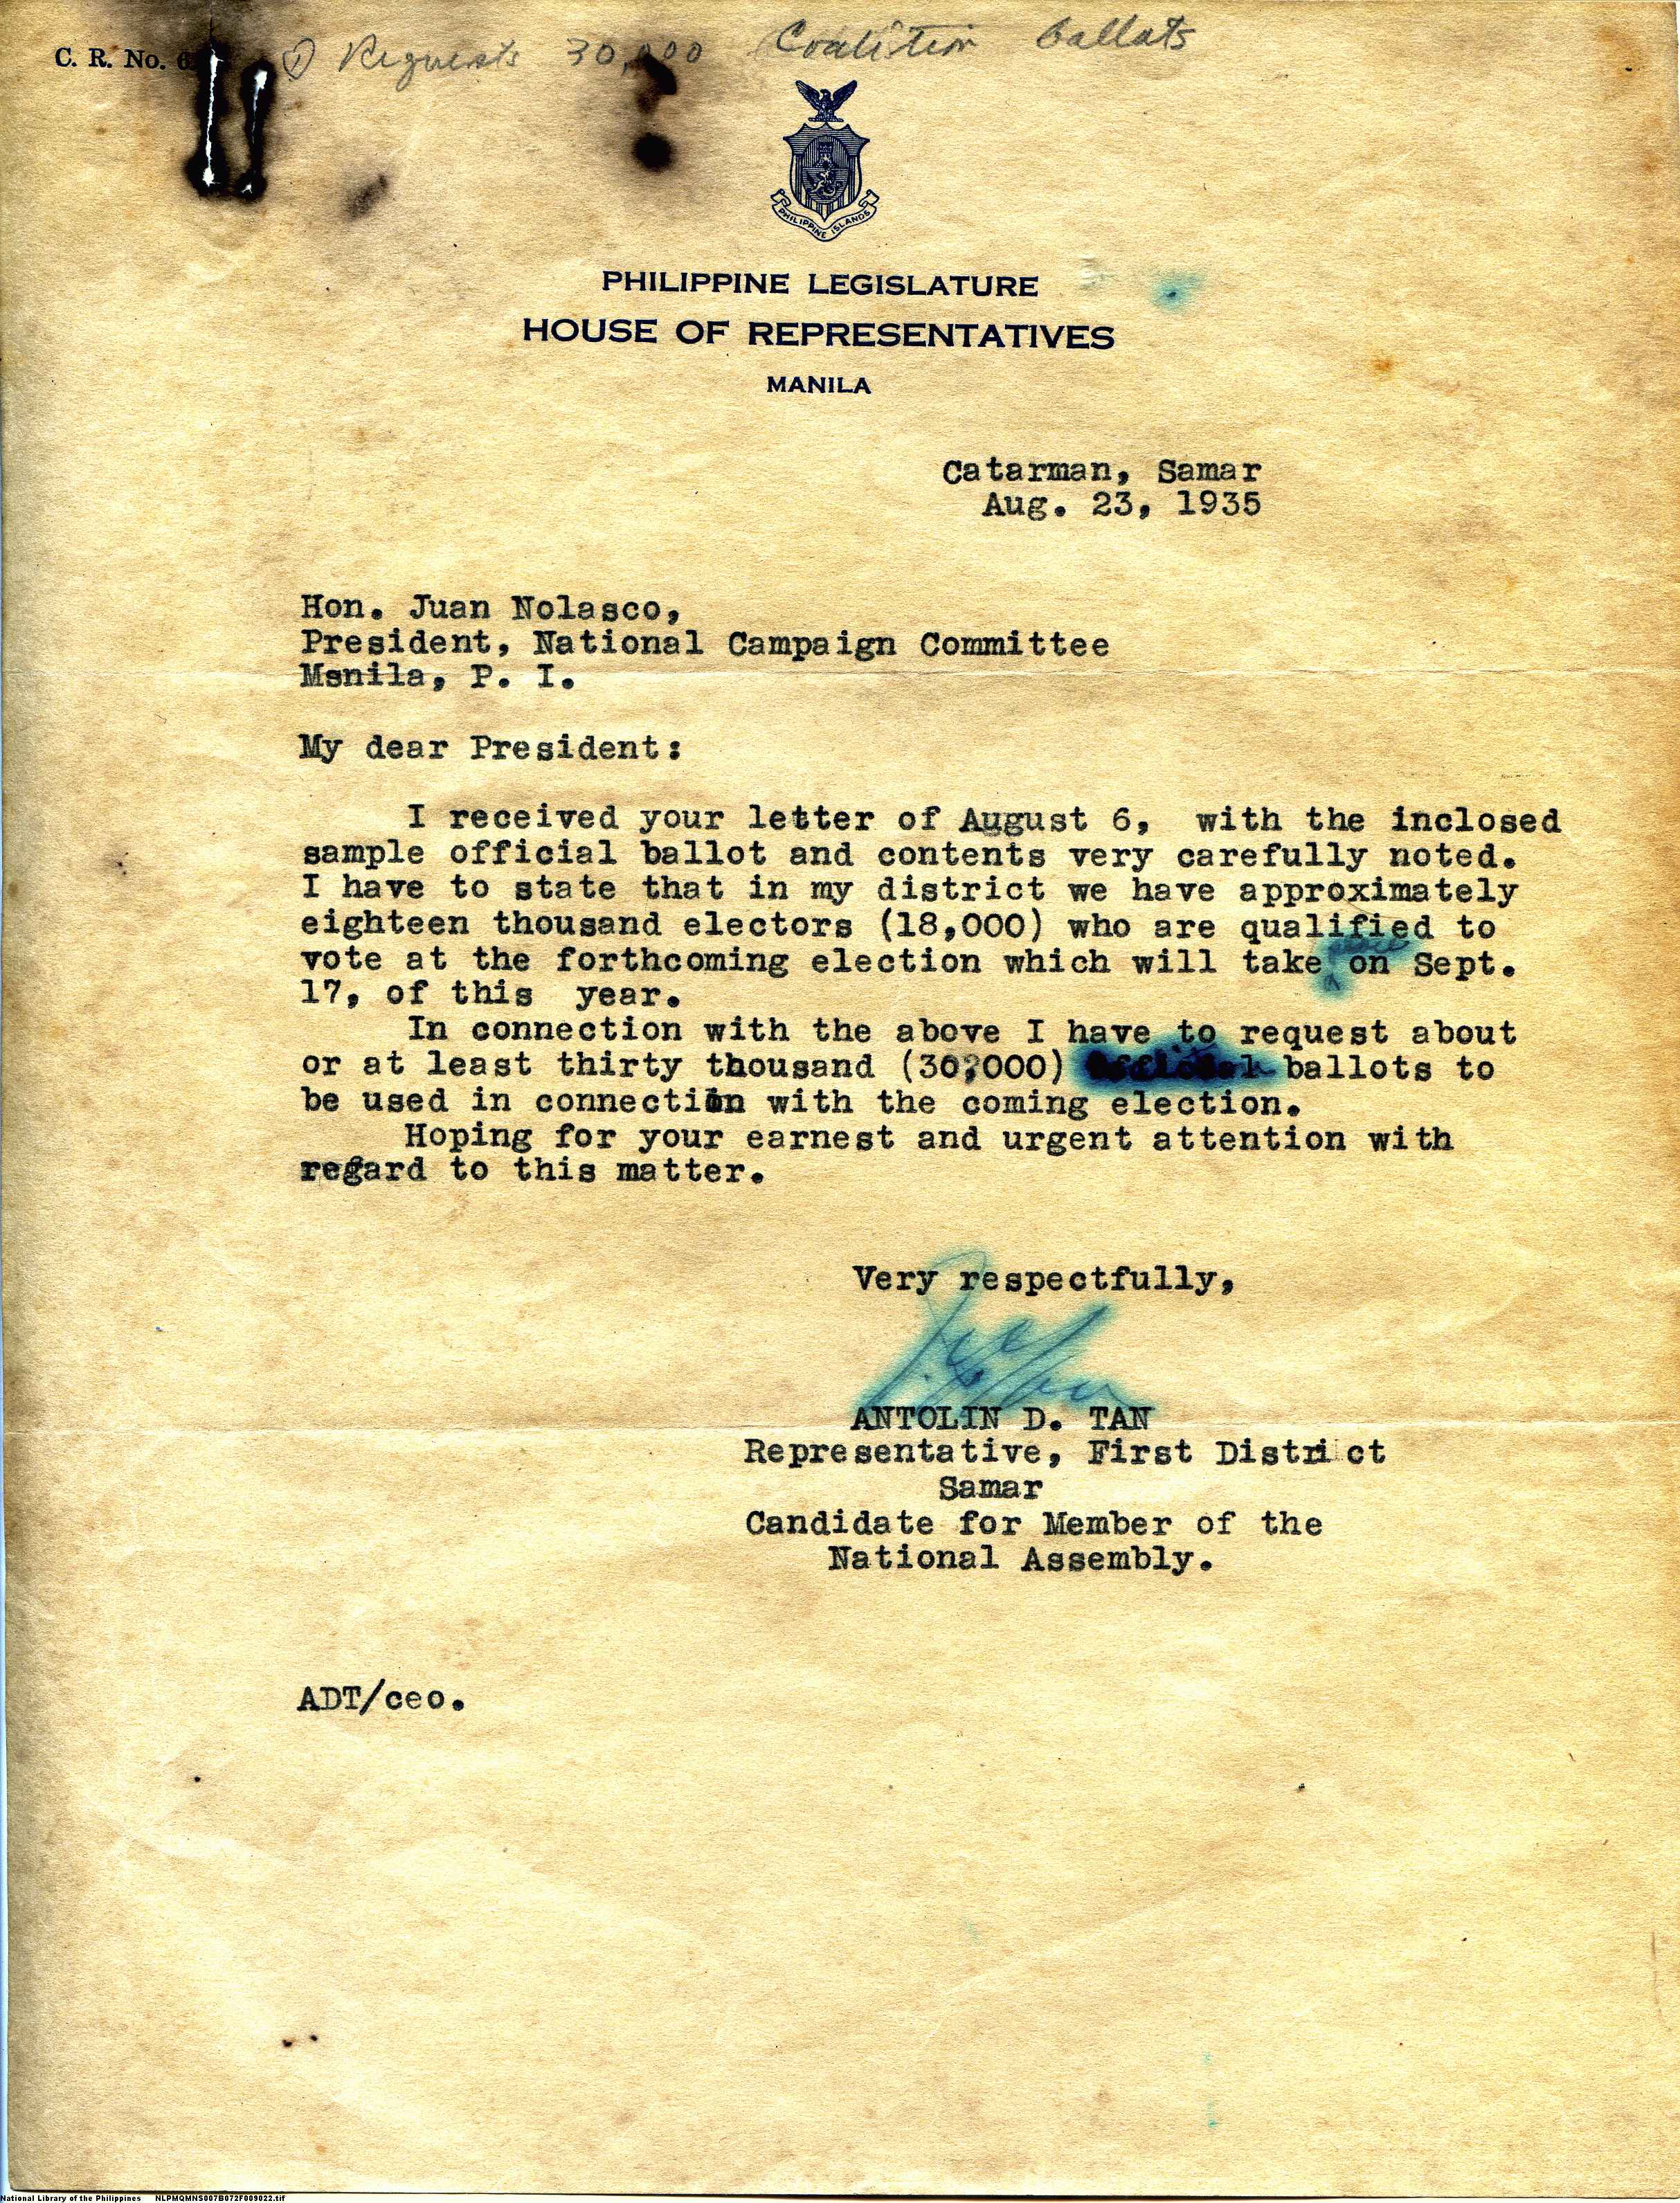 C. R. No.
Requests 30,000 Coalition ballots
PHILIPPINE ISLANDS
PHILIPPINE LEGISLATURE
HOUSE OF REPRESENTATIVES
MANILA
Catarman, Samar
Aug. 23, 1935
Hon. Juan Nolasco,
President, National Campaign Committee
Manila, P. I.
My dear President:
I received your letter of August 6, with the inclosed
sample official ballot and contents very carefully noted.
I have to state that in my district we have approximately
eighteen thousand electors (18,000) who are qualified to
place
vote at the forthcoming election which will take on Sept.
17, of this year.
In connection with the above I have to request about
or at least thirty thousand (30,000) ballots to
be used in connection with the coming election.
Hoping for your earnest and urgent attention with
regard to this matter.
Very respectfully,
ANTOLIN D. TAN
Representative, First District
Samar
Candidate for Member of the
National Assembly.
ADT/ceo.
National Library of the Philippines NLPMQMNS007B072F009022.tif